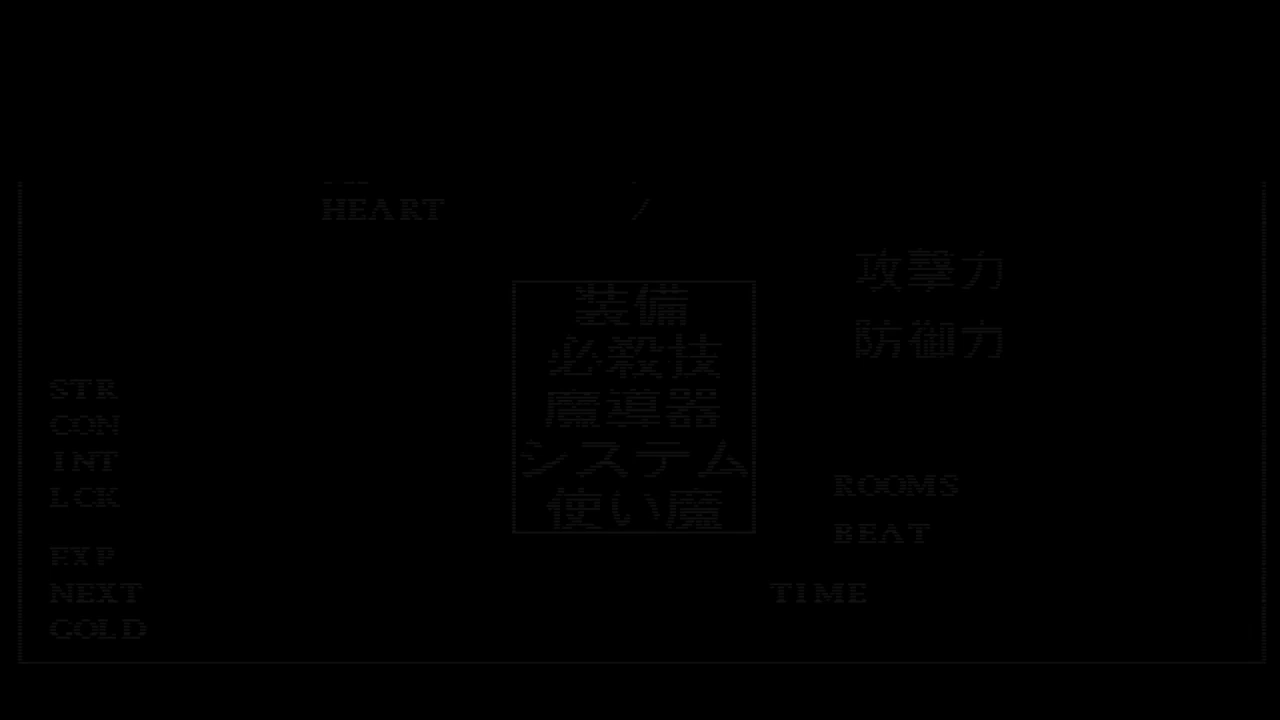 HEART /
攻撃力
防御力
装備
必殺技
魔導器
システム
使い魔
STR
CON
INT
LCK
EXP
NEXT
GOLD
ROOMS
BEAT
TIME